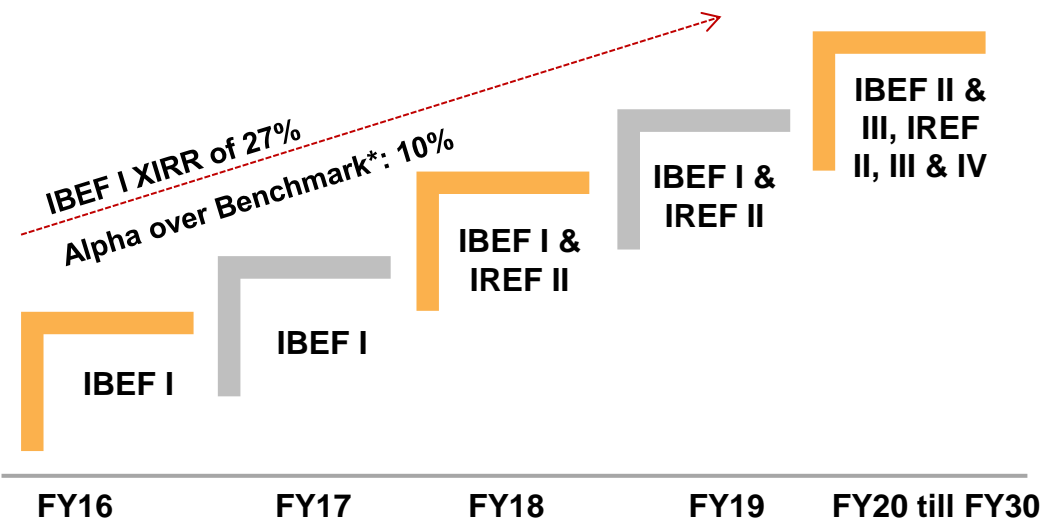 IBEF I XIRR of 27%
Alpha over Benchmark*: 10%
IBEF I
IBEF I
IBEF I &
IREF II
IBEF I &
IREF II
IBEF II &
III, IREF
II, III & IV
FY16
FY17
FY18
FY19
FY20 till FY30